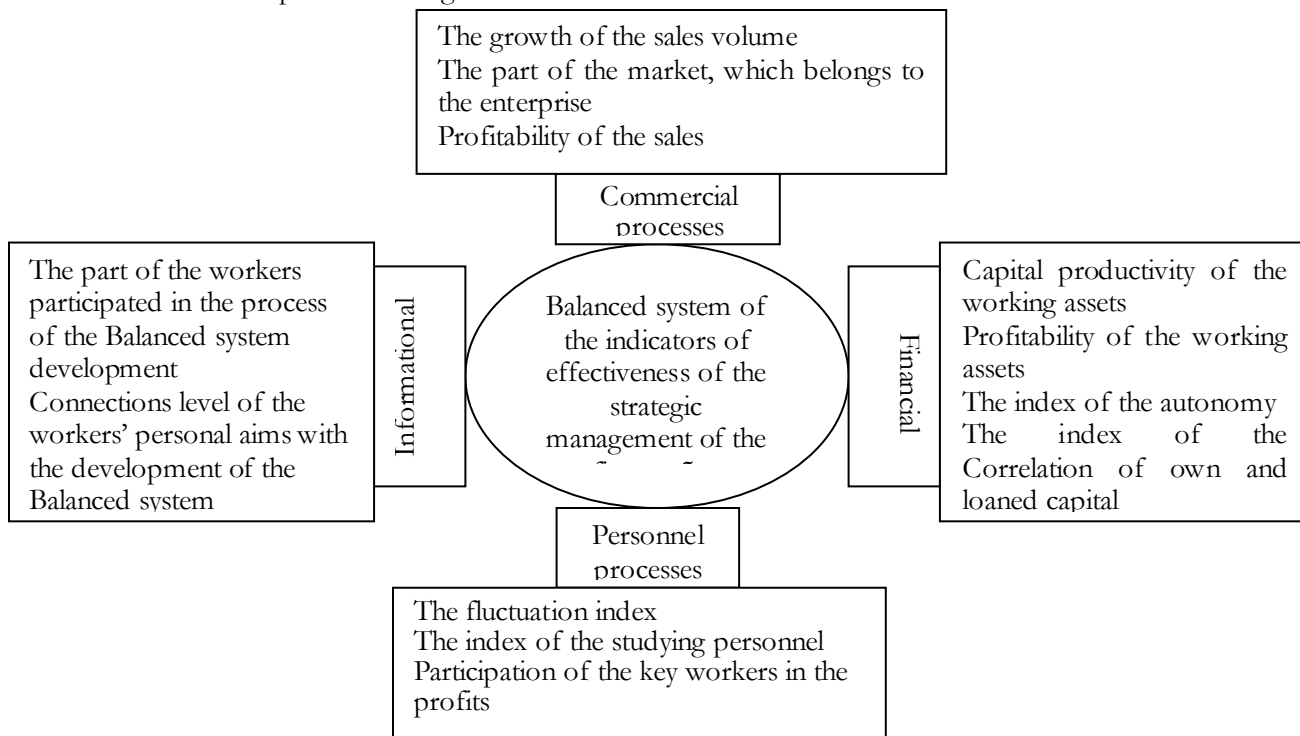 The growth of the sales volume
The part of the market, which belongs to
the enterprise
Profitability of the sales
Commercial
processes
The part of the workers
participated in the process
of the Balanced system
development
Connections level of the
workers' personal aims with
the development of the
Balanced system
Informational
Balanced system of
the indicators of
effectiveness of the
strategic
management of the
Financial
Capital productivity of the
working assets
Profitability of the working
assets
The index of the autonomy
The index of the
Correlation of own and
loaned capital
Personnel
processes
The fluctuation index
The index of the studying personnel
Participation of the key workers in the
profits